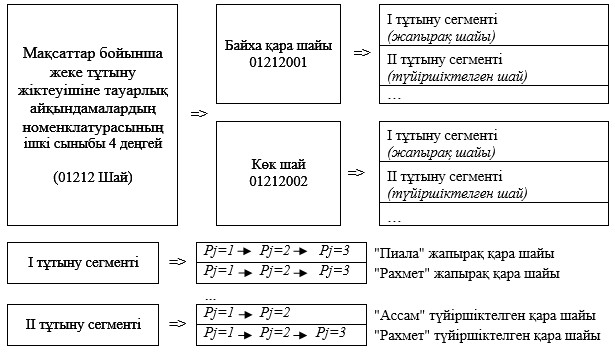 Мақсаттар бойынша
жеке тұтыну
жіктеуішіне тауарлық
айқындамалардың
номенклатурасының
ішкі сыныбы 4 деңгей
(01212 Шай)
=>
Байха қара шайы
01212001
=>
I тұтыну сегменті
(жапырақ шайы)
II тұтыну сегменті
(түйіршіктелген шай)
...
Көк шай
01212002
=>
I тұтыну сегменті
(жапырақ шайы)
II тұтыну сегменті
(түйіршіктелген шай)
...
I тұтыну сегменті => Pj=1 → Pj=2 → Pj=3 "Пиала" жапырақ қара шайы
Pj=1 → Pj=2 → Pj=3 "Рахмет" жапырақ қара шайы
...
II тұтыну сегменті => Pj=1 → Pj=2 "Ассам" түйіршіктелген қара шайы
Pj=1 → Pj=2 → Pj=3 "Рахмет" түйіршіктелген қара шайы